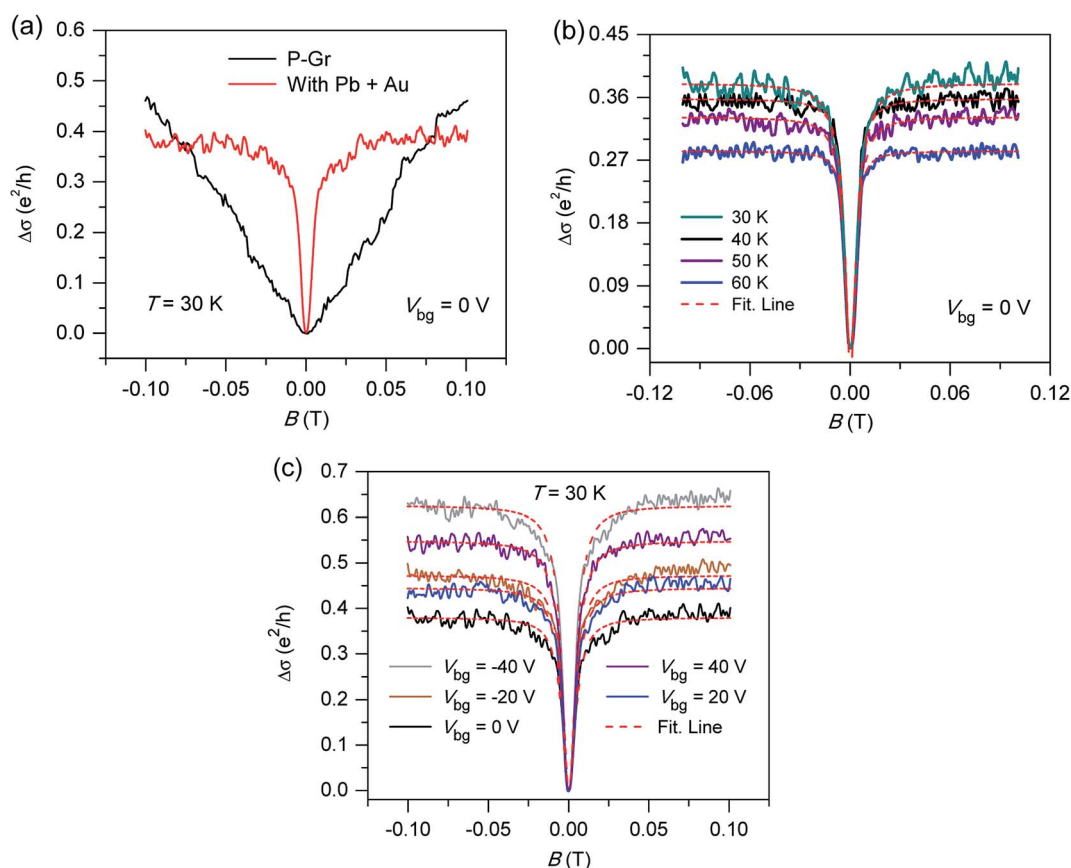 (a)
0.6
0.5
0.4
0.3
0.2
0.1
0.0
Δσ (e²/h)
P-Gr
With Pb + Au
T = 30 K
V_bg = 0 V
-0.10
-0.05
0.00
0.05
0.10
B (T)
(b)
0.45
0.36
0.27
0.18
0.09
0.00
Δσ (e²/h)
30 K
40 K
50 K
60 K
Fit. Line
V_bg = 0 V
-0.12
-0.06
0.00
0.06
0.12
B (T)
(c)
0.7
0.6
0.5
0.4
0.3
0.2
0.1
0.0
Δσ (e²/h)
T = 30 K
V_bg = -40 V
V_bg = -20 V
V_bg = 0 V
V_bg = 40 V
V_bg = 20 V
Fit. Line
-0.10
-0.05
0.00
0.05
0.10
B (T)